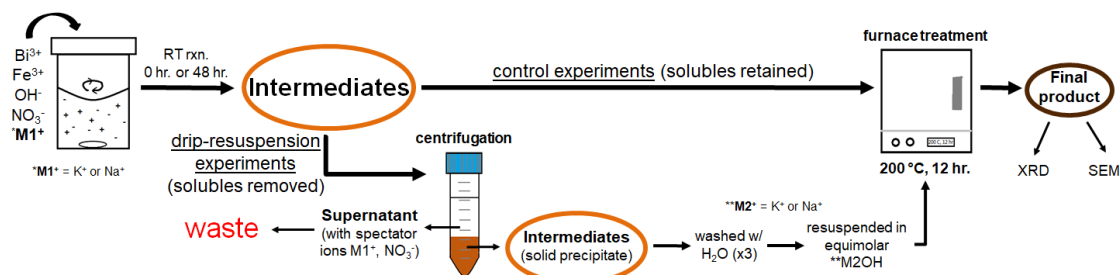 Bi³⁺
Fe³⁺
OH⁻
NO₃⁻
*M1⁺
*M1⁺ = K⁺ or Na⁺
RT rxn.
0 hr. or 48 hr.
Intermediates
control experiments (solubles retained)
furnace treatment
200 C, 12 hr.
200 °C, 12 hr.
Final
product
XRD
SEM
drip-resuspension
experiments
(solubles removed)
centrifugation
waste
Supernatant
(with spectator
ions M1⁺, NO₃⁻)
Intermediates
(solid precipitate)
washed w/
H₂O (x3)
**M2⁺ = K⁺ or Na⁺
resuspended in
equimolar
**M2OH